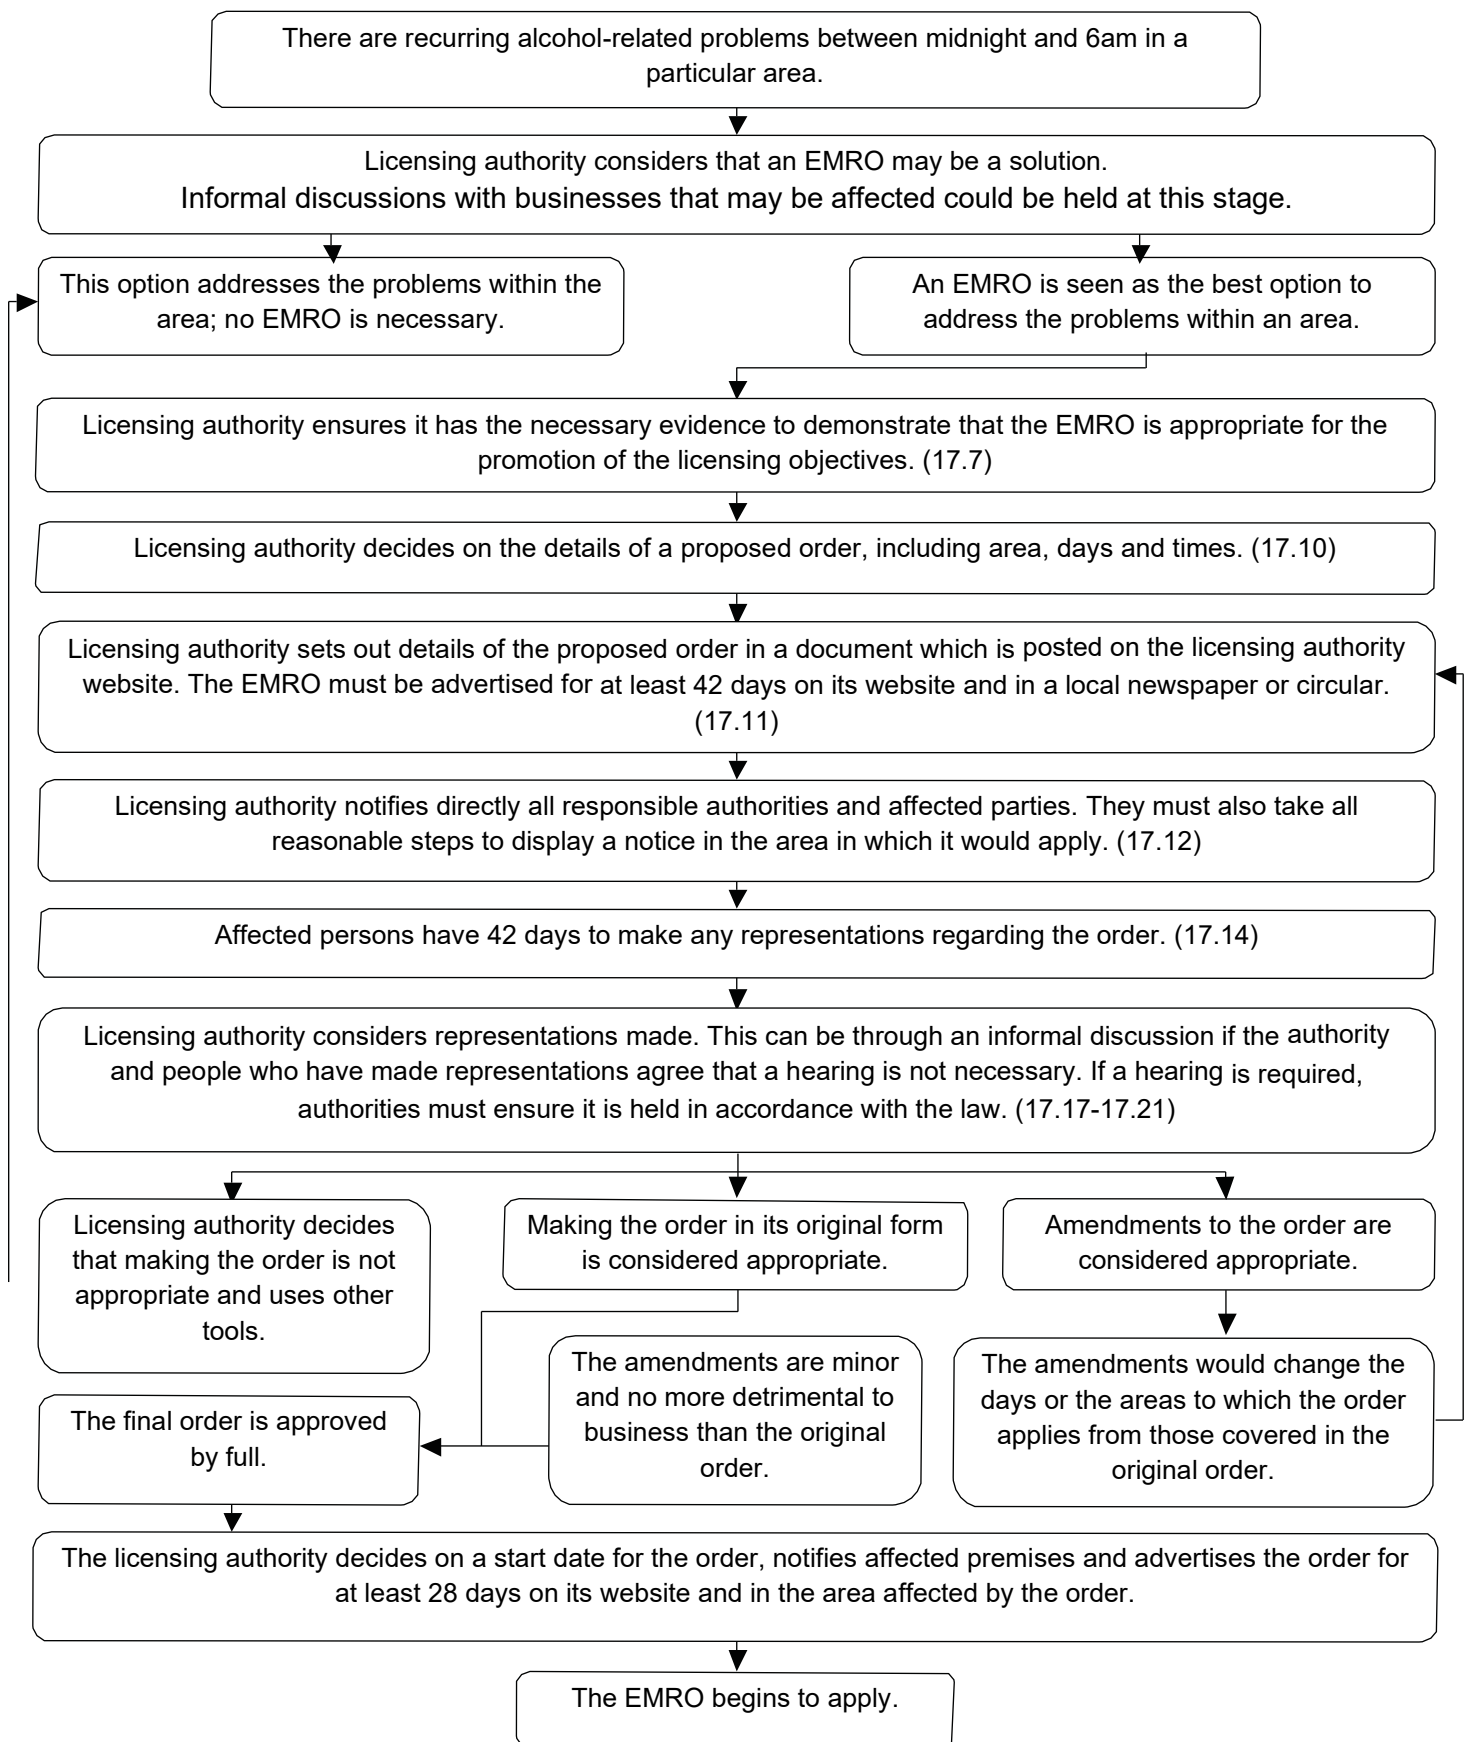 There are recurring alcohol-related problems between midnight and 6am in a
particular area.
Licensing authority considers that an EMRO may be a solution.
Informal discussions with businesses that may be affected could be held at this stage.
This option addresses the problems within the
area; no EMRO is necessary.
An EMRO is seen as the best option to
address the problems within an area.
Licensing authority ensures it has the necessary evidence to demonstrate that the EMRO is appropriate for the
promotion of the licensing objectives. (17.7)
Licensing authority decides on the details of a proposed order, including area, days and times. (17.10)
Licensing authority sets out details of the proposed order in a document which is posted on the licensing authority
website. The EMRO must be advertised for at least 42 days on its website and in a local newspaper or circular.
(17.11)
Licensing authority notifies directly all responsible authorities and affected parties. They must also take all
reasonable steps to display a notice in the area in which it would apply. (17.12)
Affected persons have 42 days to make any representations regarding the order. (17.14)
Licensing authority considers representations made. This can be through an informal discussion if the authority
and people who have made representations agree that a hearing is not necessary. If a hearing is required,
authorities must ensure it is held in accordance with the law. (17.17-17.21)
Licensing authority decides
that making the order is not
appropriate and uses other
tools.
Making the order in its original form
is considered appropriate.
Amendments to the order are
considered appropriate.
The amendments are minor
and no more detrimental to
business than the original
order.
The amendments would change the
days or the areas to which the order
applies from those covered in the
original order.
The final order is approved
by full.
The licensing authority decides on a start date for the order, notifies affected premises and advertises the order for
at least 28 days on its website and in the area affected by the order.
The EMRO begins to apply.